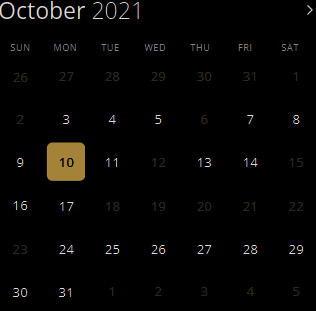 October 2021 >
SUN MON TUE WED THU FRI SAT
26 27 28 29 30 31 1
2 3 4 5 6 7 8
9 10 11 12 13 14 15
16 17 18 19 20 21 22
23 24 25 26 27 28 29
30 31 1 2 3 4 5